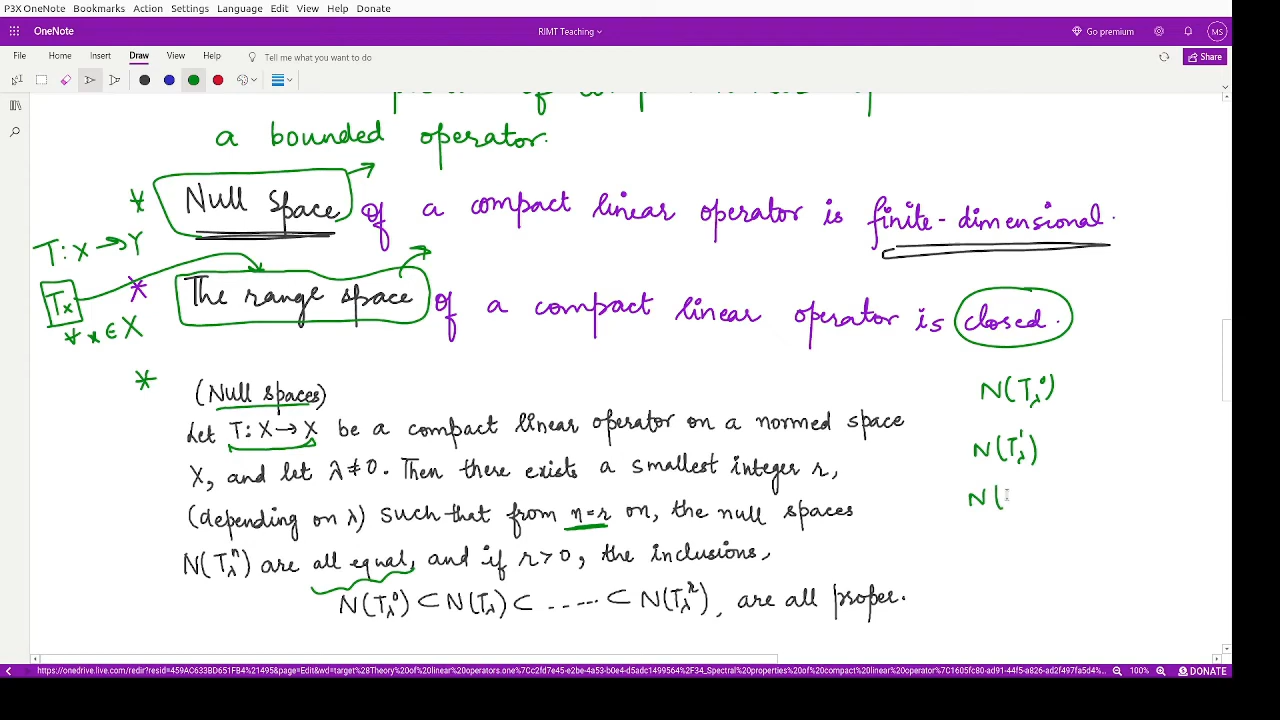 P3X OneNote Bookmarks Action Settings Language Edit View Help Donate
OneNote RIMT Teaching Go premium MS
File Home Insert Draw View Help Tell me what you want to do Share
a bounded operator.
* Null space of a compact linear operator is finite-dimensional.
T: X → Y
* The range space of a compact linear operator is closed.
Tx
∀ x ∈ X
* (Null spaces)
N(T_λ^0)
Let T: X → X be a compact linear operator on a normed space
N(T_λ^1)
X, and let λ ≠ 0. Then there exists a smallest integer r,
N(
(depending on λ) such that from n = r on, the null spaces
N(T_λ^n) are all equal, and if r > 0, the inclusions,
N(T_λ^0) ⊂ N(T_λ) ⊂ ...... ⊂ N(T_λ^r), are all proper.
100% DONATE